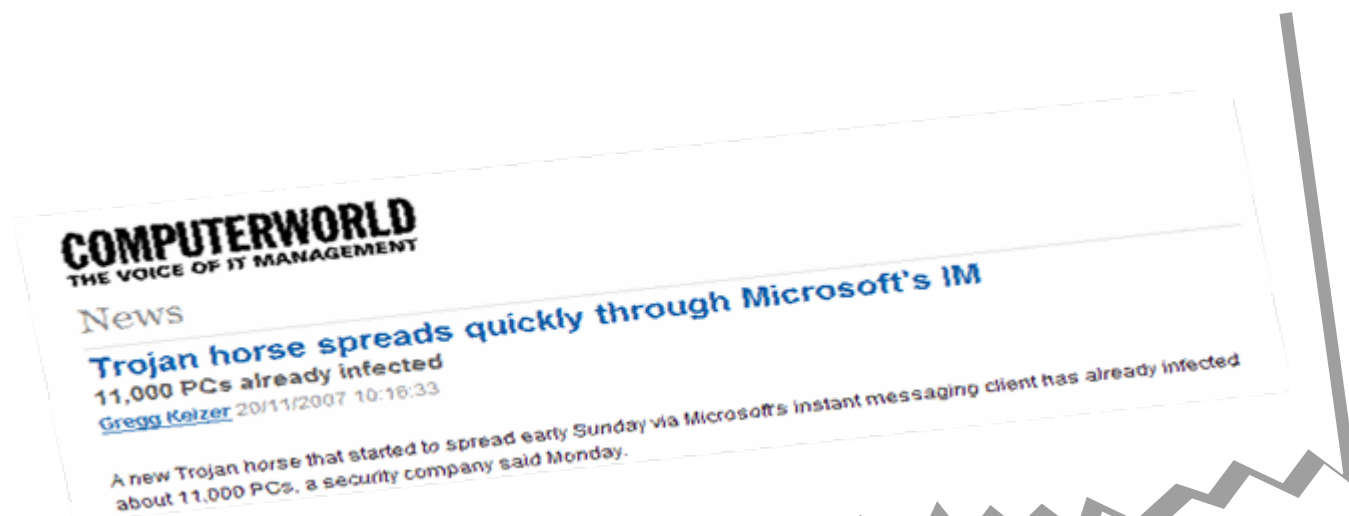 COMPUTERWORLD
THE VOICE OF IT MANAGEMENT
News
Trojan horse spreads quickly through Microsoft's IM
11,000 PCs already infected
Gregg Keizer 20/11/2007 10:16:33
A new Trojan horse that started to spread early Sunday via Microsoft's instant messaging client has already infected
about 11,000 PCs, a security company said Monday.